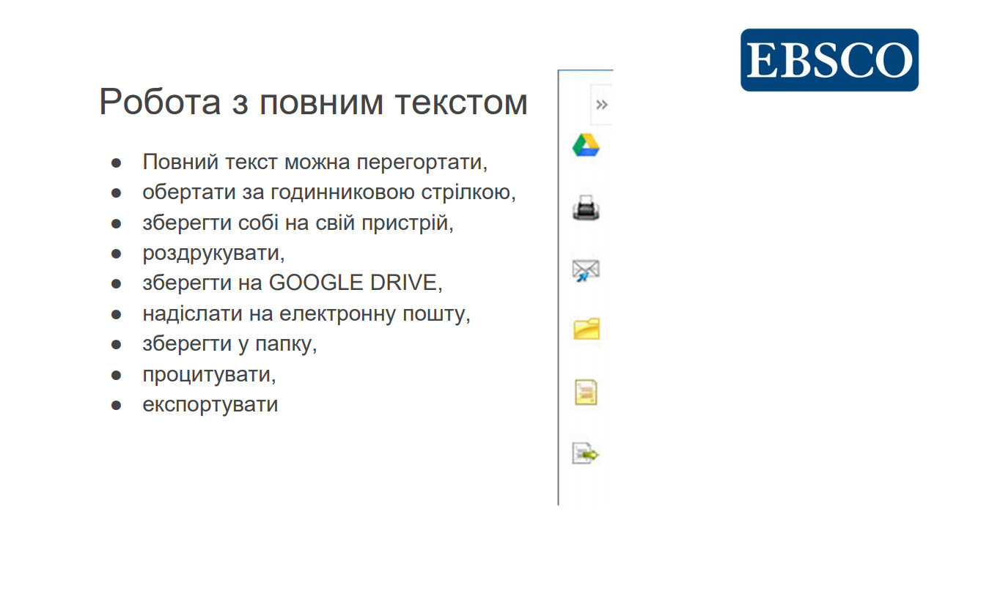 EBSCO
Робота з повним текстом
● Повний текст можна перегортати,
● обертати за годинниковою стрілкою,
● зберегти собі на свій пристрій,
● роздрукувати,
● зберегти на GOOGLE DRIVE,
● надіслати на електронну пошту,
● зберегти у папку,
● процитувати,
● експортувати